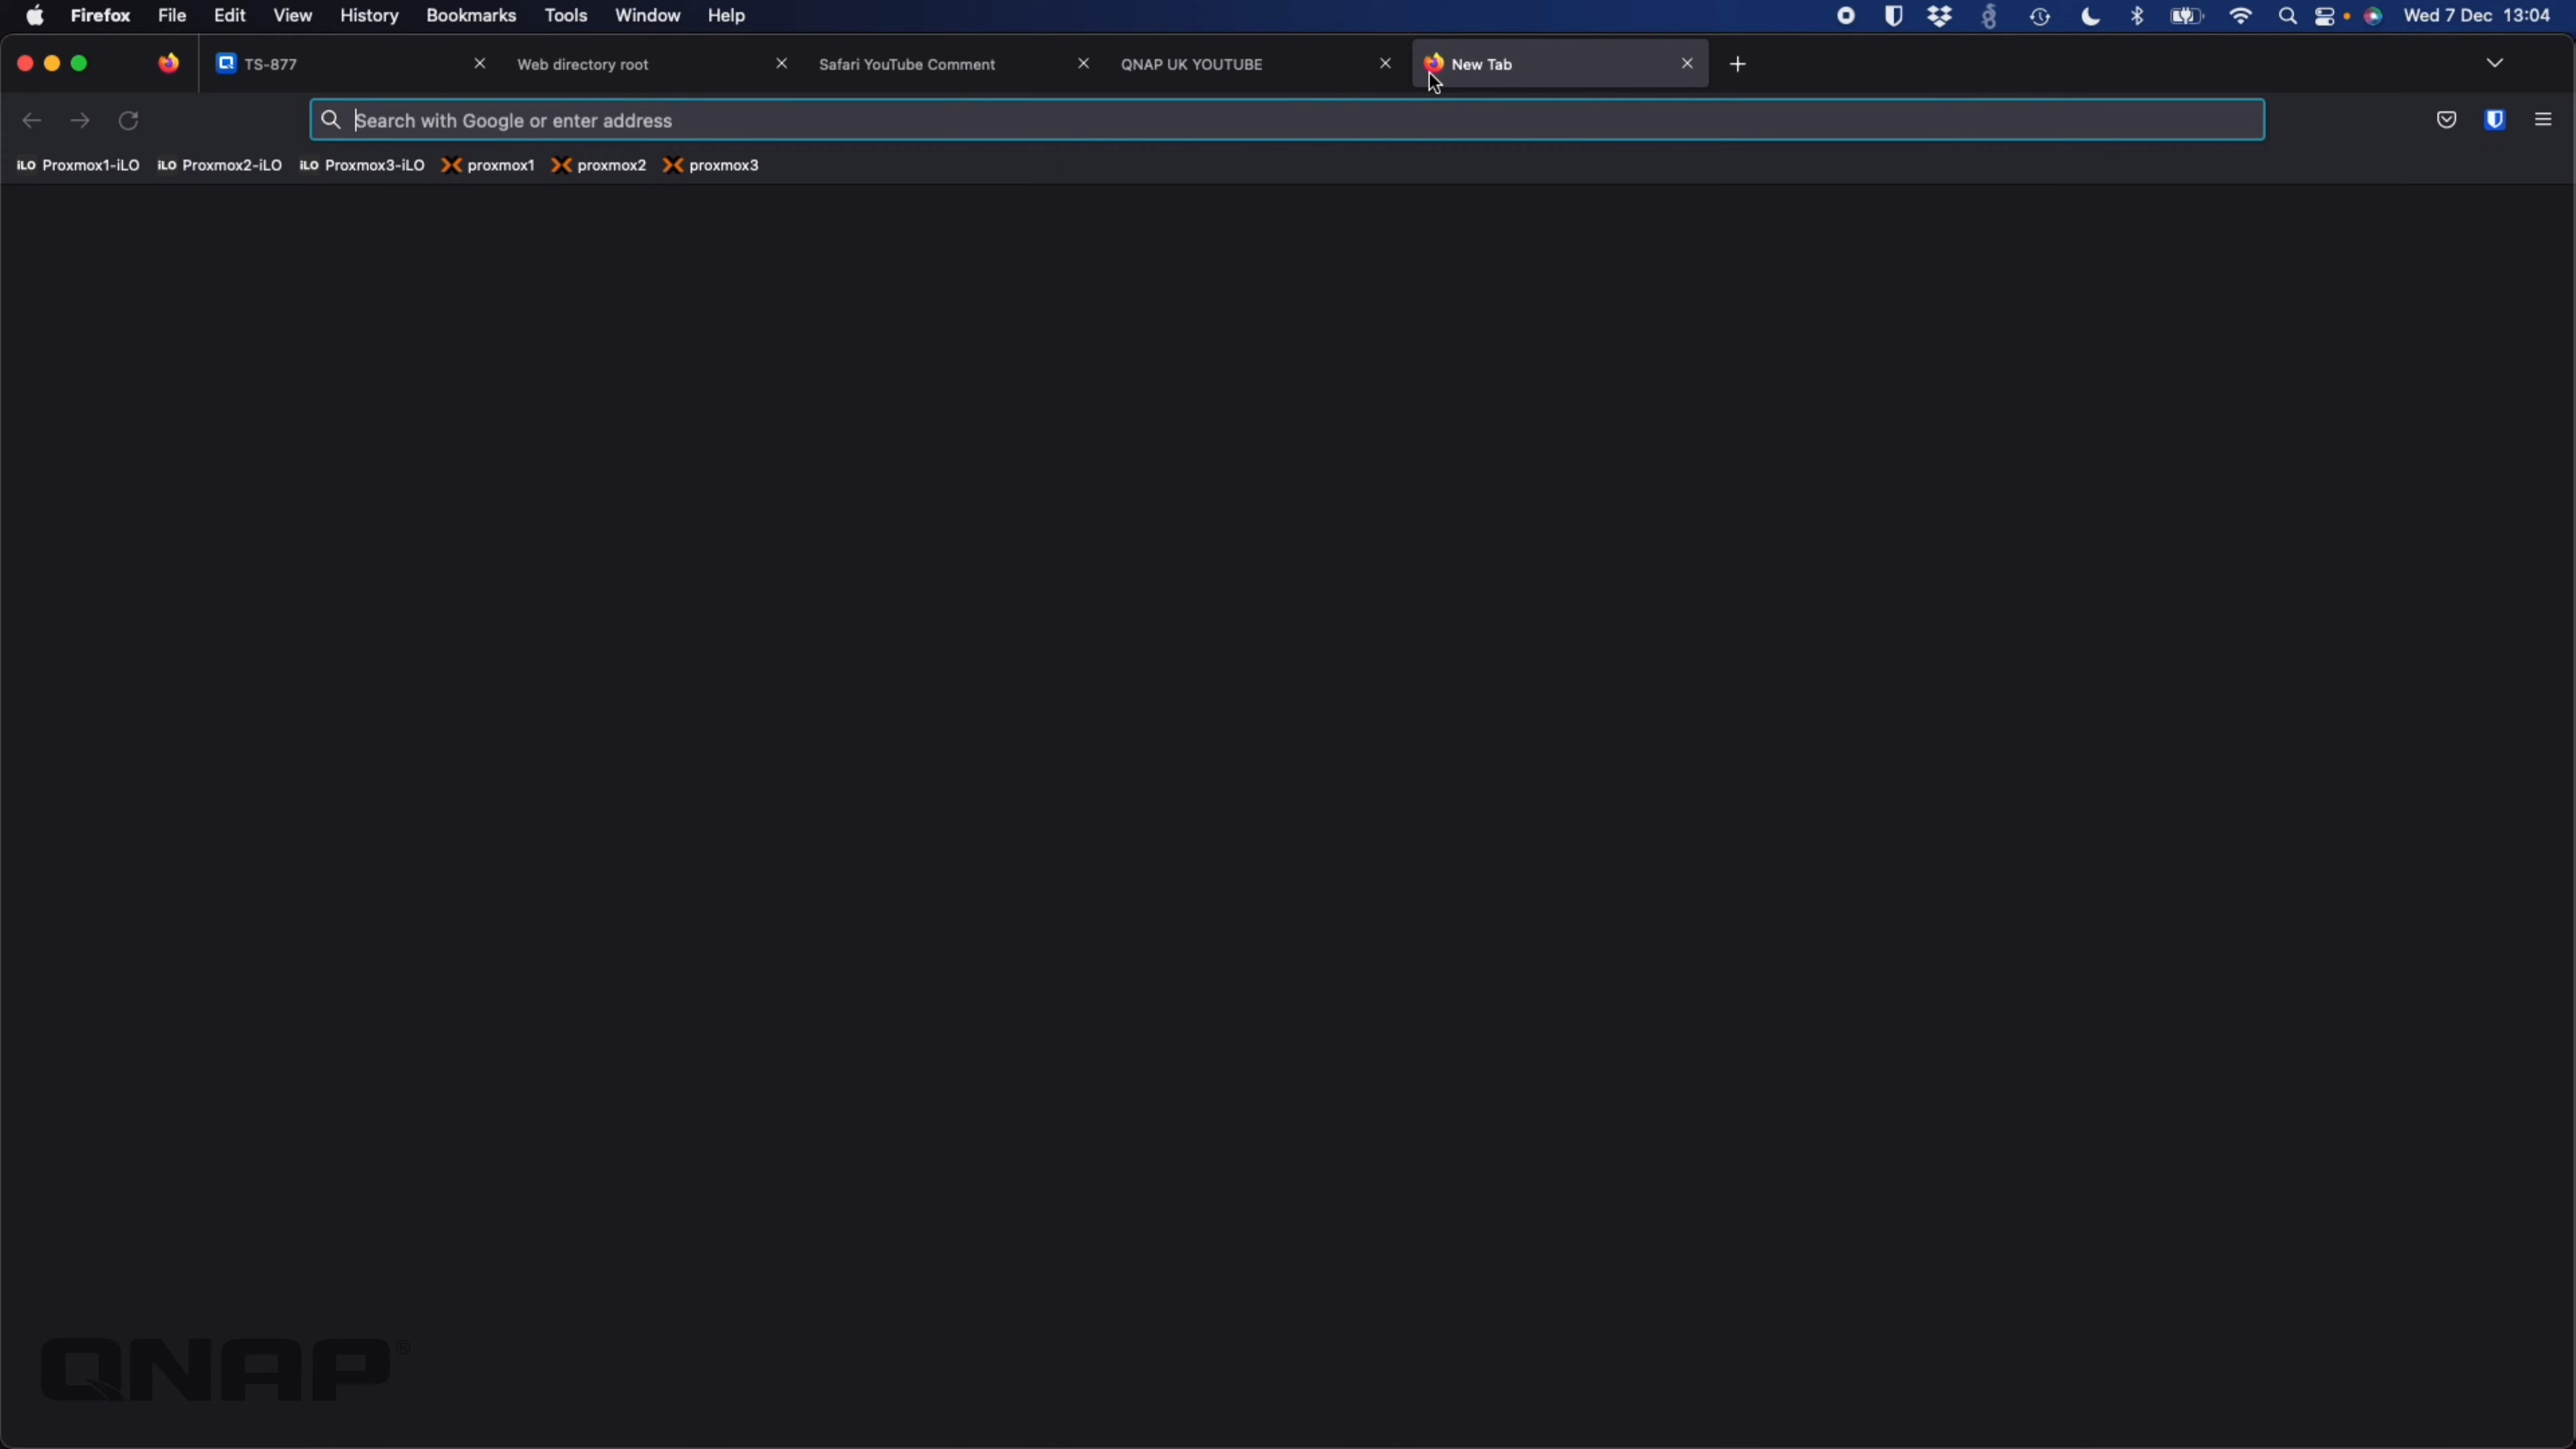 Firefox File Edit View History Bookmarks Tools Window Help Wed 7 Dec 13:04
TS-877 Web directory root Safari YouTube Comment QNAP UK YOUTUBE New Tab
Search with Google or enter address
iLO Proxmox1-iLO iLO Proxmox2-iLO iLO Proxmox3-iLO proxmox1 proxmox2 proxmox3
QNAP®